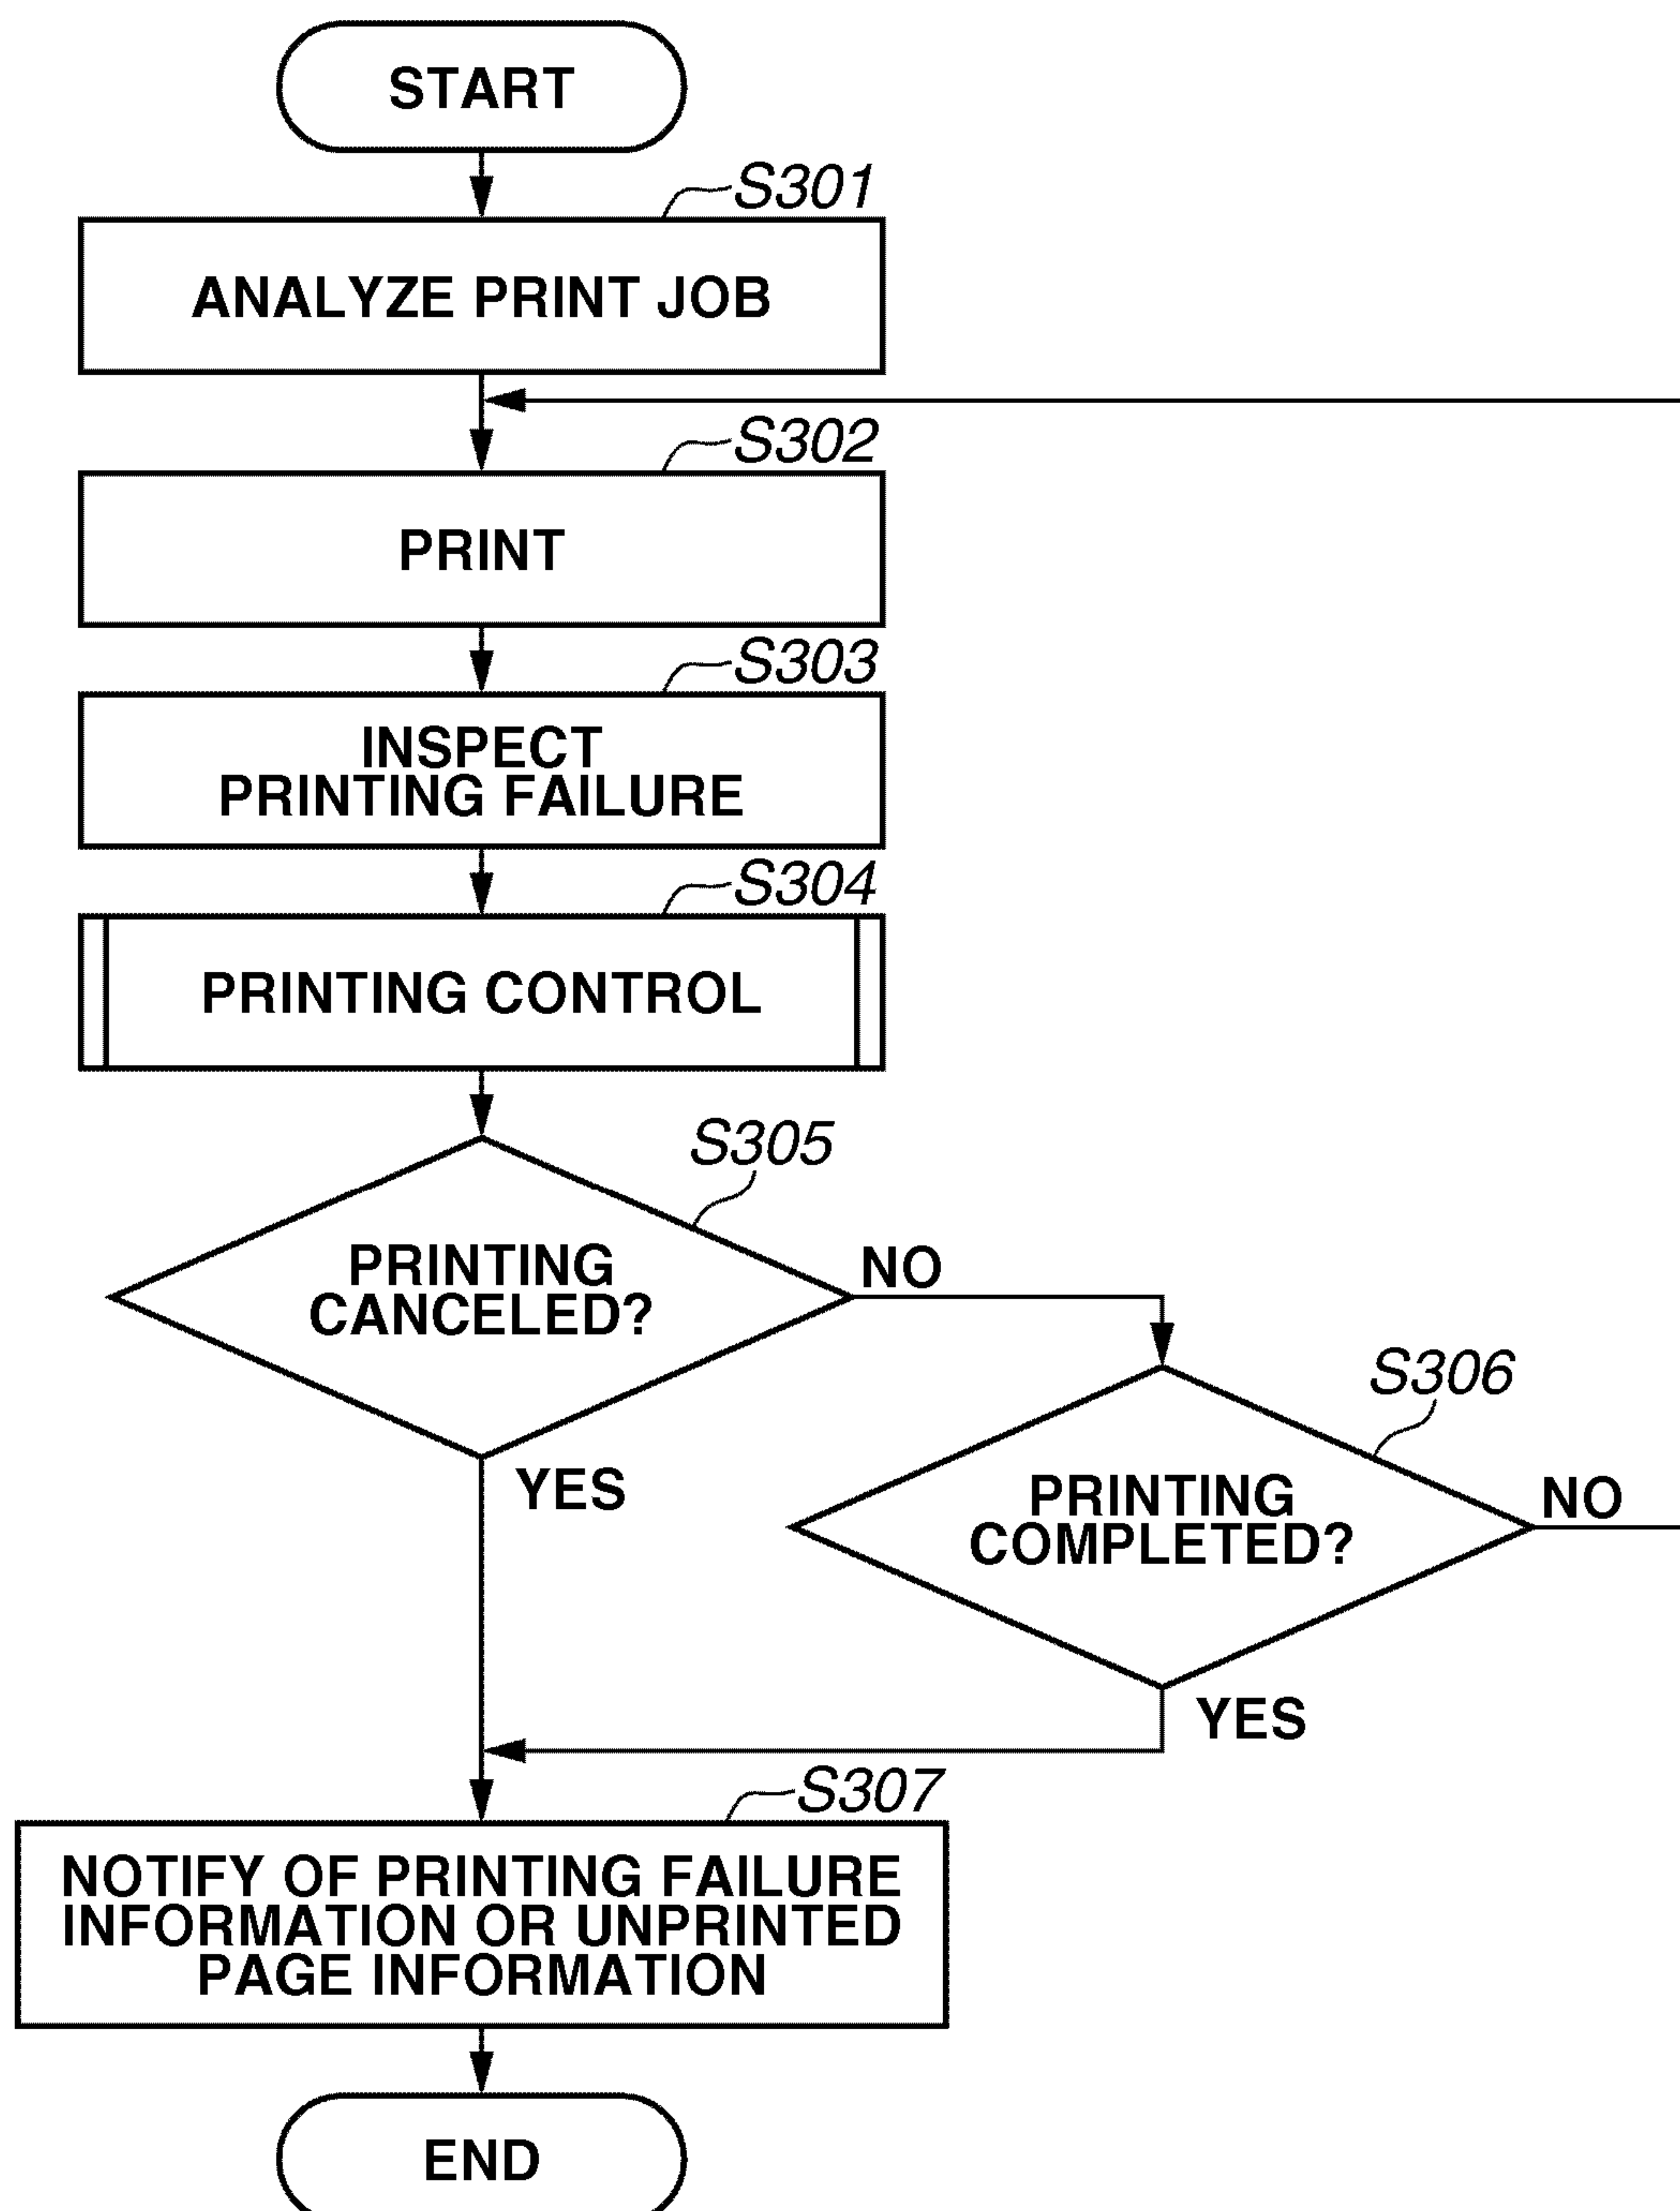 START
S301
ANALYZE PRINT JOB
S302
PRINT
S303
INSPECT
PRINTING FAILURE
S304
PRINTING CONTROL
S305
PRINTING
CANCELED?
NO
YES
S306
PRINTING
COMPLETED?
NO
YES
S307
NOTIFY OF PRINTING FAILURE
INFORMATION OR UNPRINTED
PAGE INFORMATION
END